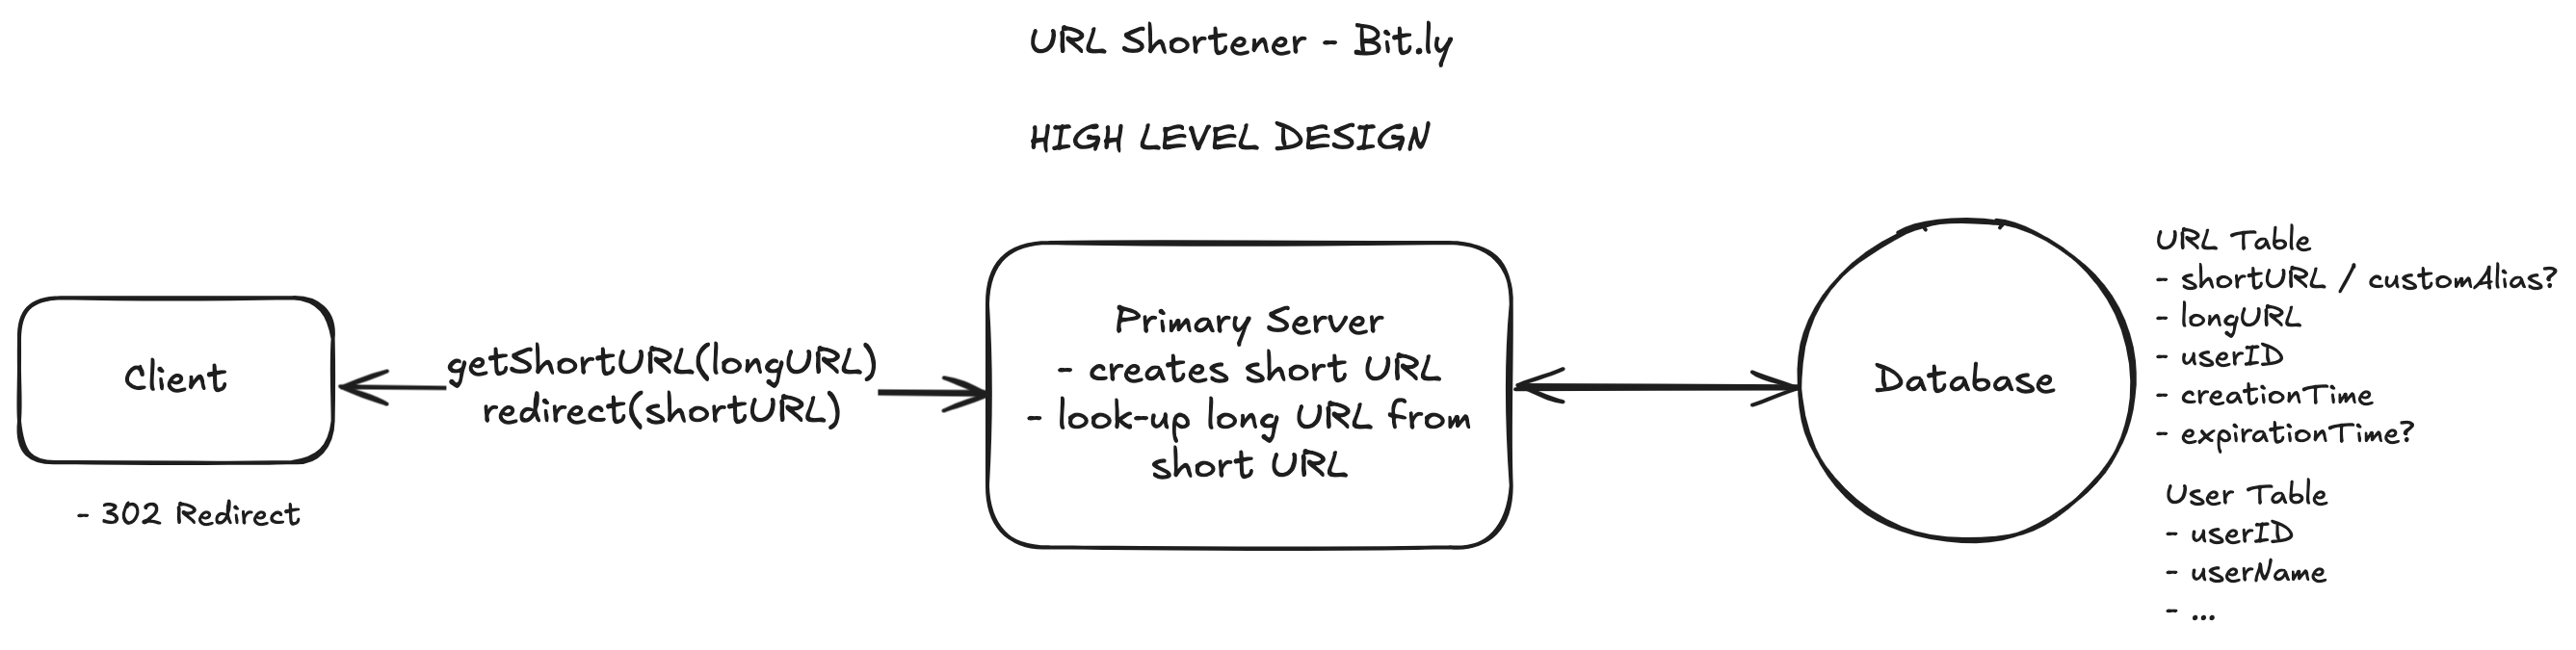 URL Shortener - Bit.ly
HIGH LEVEL DESIGN
Client
- 302 Redirect
getShortURL(longURL)
redirect(shortURL)
Primary Server
- creates short URL
- look-up long URL from
short URL
Database
URL Table
- shortURL / customAlias?
- longURL
- userID
- creationTime
- expirationTime?
User Table
- userID
- userName
- ...